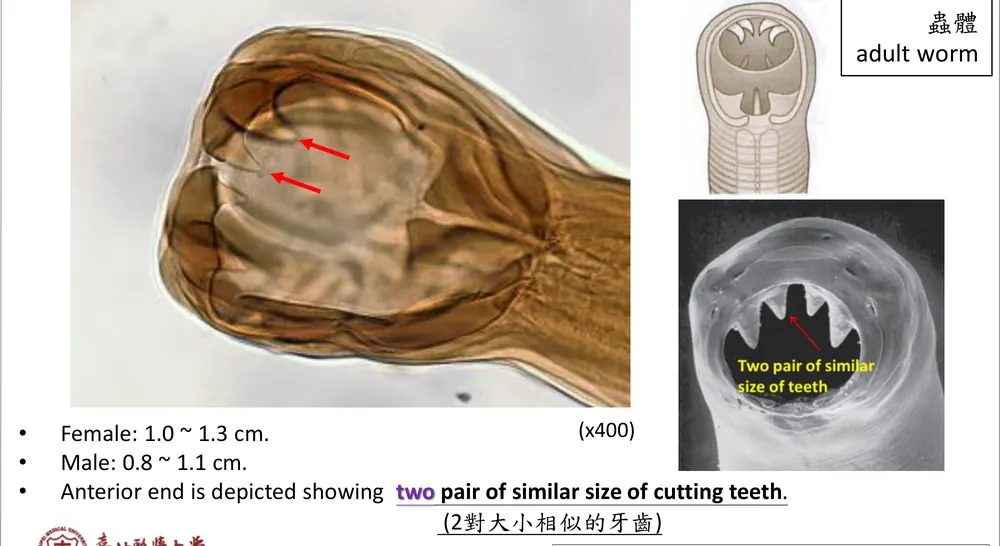 蟲體
adult worm
Two pair of similar
size of teeth
(x400)
• Female: 1.0 ~ 1.3 cm.
• Male: 0.8 ~ 1.1 cm.
• Anterior end is depicted showing two pair of similar size of cutting teeth.
(2對大小相似的牙齒)